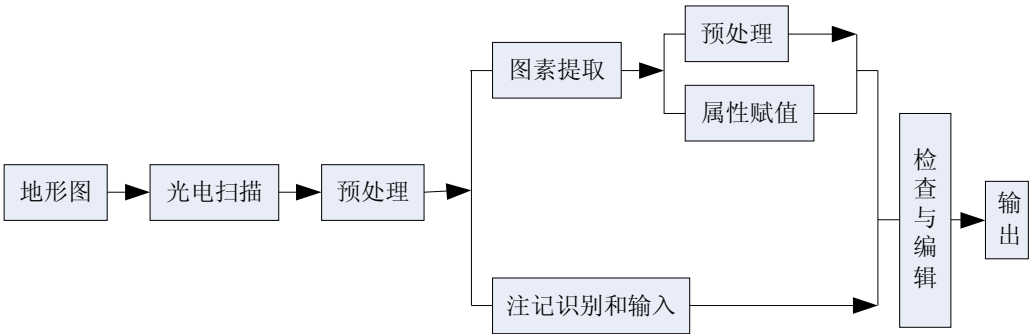 地形图
光电扫描
预处理
图素提取
预处理
属性赋值
注记识别和输入
检查与编辑
输出